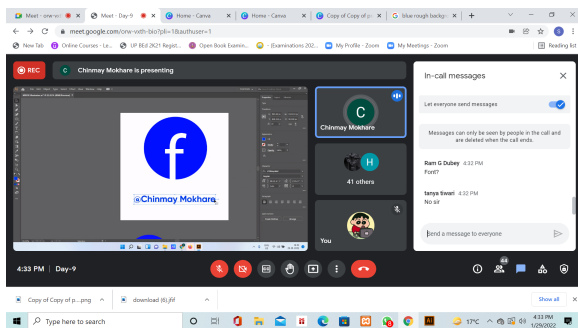 Meet - orw-vxt
Meet - Day-9
Home - Canva
Home - Canva
Copy of Copy of p
blue rough backgr
meet.google.com/orw-vxth-bio?pli=1&authuser=1
New Tab
Online Courses - Le...
UP BEd 2K21 Regist...
Open Book Examin...
(Examinations 202...
My Profile - Zoom
My Meetings - Zoom
Reading list
REC
C
Chinmay Mokhare is presenting
f
@Chinmay Mokhare
C
Chinmay Mokhare
H
41 others
You
In-call messages
Let everyone send messages
Messages can only be seen by people in the call and
are deleted when the call ends.
Ram G Dubey 4:32 PM
Font?
tanya tiwari 4:32 PM
No sir
Send a message to everyone
4:33 PM | Day-9
44
Copy of Copy of p....png
download (6).jfif
Show all
Type here to search
17°C
4:33 PM
1/29/2022